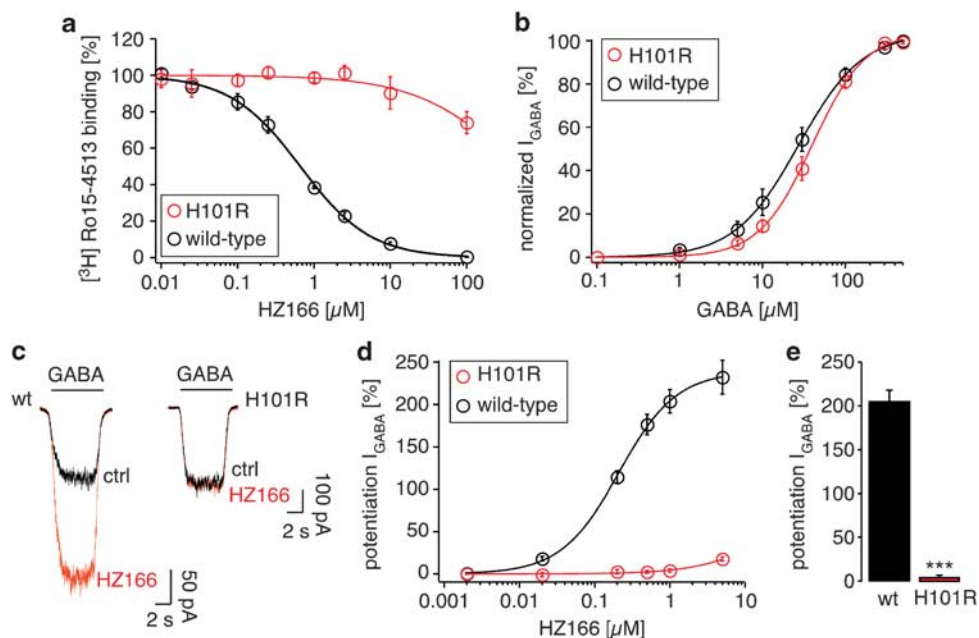 a
120
100
80
60
40
20
0
[³H] Ro15-4513 binding [%]
H101R
wild-type
0.01
0.1
1
10
100
HZ166 [µM]
b
100
80
60
40
20
0
normalized I_GABA [%]
H101R
wild-type
0.1
1
10
100
GABA [µM]
c
GABA
wt
ctrl
HZ166
2 s
50 pA
GABA
H101R
ctrl
HZ166
2 s
100 pA
d
250
200
150
100
50
0
potentiation I_GABA [%]
H101R
wild-type
0.001
0.01
0.1
1
10
HZ166 [µM]
e
250
200
150
100
50
0
potentiation I_GABA [%]
***
wt
H101R